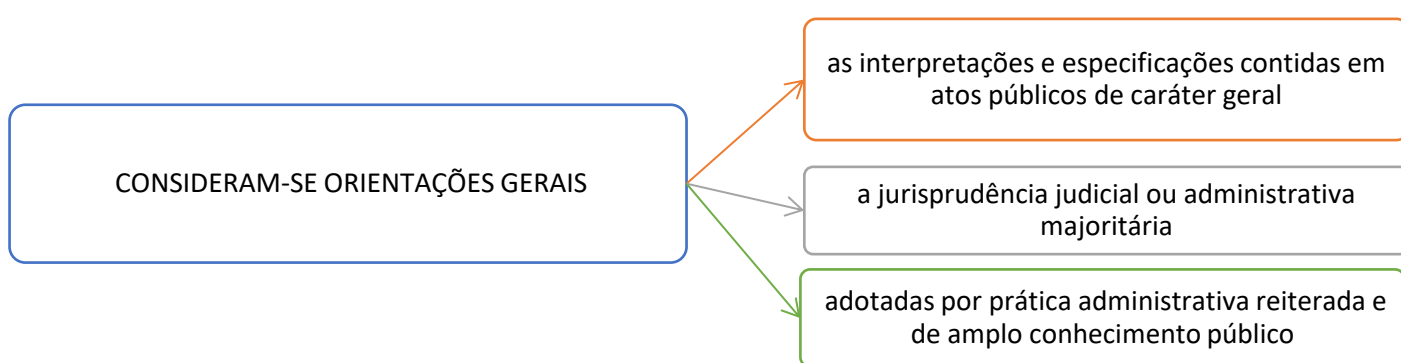 CONSIDERAM-SE ORIENTAÇÕES GERAIS
as interpretações e especificações contidas em
atos públicos de caráter geral
a jurisprudência judicial ou administrativa
majoritária
adotadas por prática administrativa reiterada e
de amplo conhecimento público